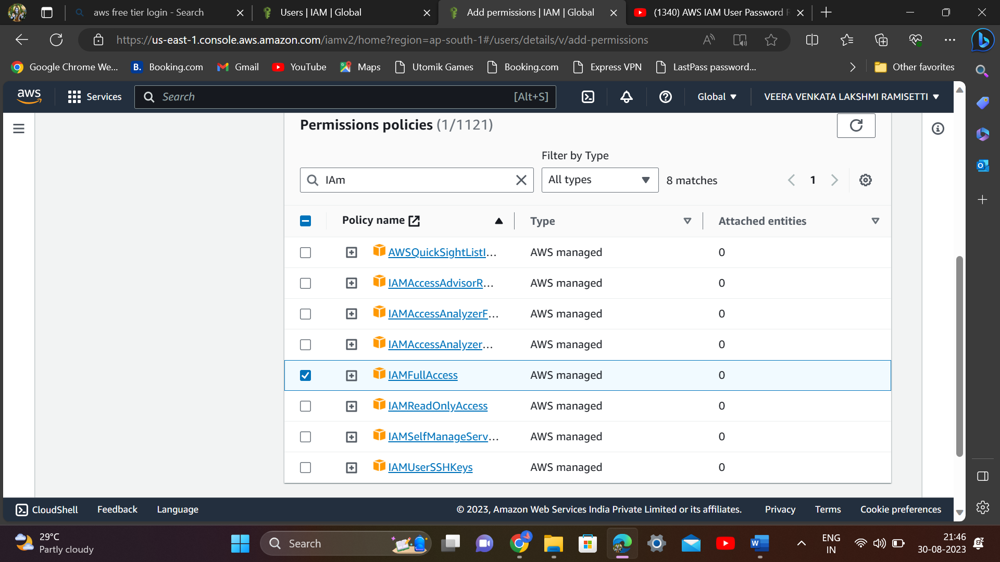 aws free tier login - Search
Users | IAM | Global
Add permissions | IAM | Global
(1340) AWS IAM User Password
https://us-east-1.console.aws.amazon.com/iamv2/home?region=ap-south-1#/users/details/v/add-permissions
Google Chrome We...
B. Booking.com
Gmail
YouTube
Maps
Utomik Games
Booking.com
Express VPN
LastPass password...
Other favorites
aws
Services
Search [Alt+S]
Global
VEERA VENKATA LAKSHMI RAMISETTI
Permissions policies (1/1121)
Filter by Type
IAm
All types
8 matches
1
Policy name Type Attached entities
AWSQuickSightListI... AWS managed 0
IAMAccessAdvisorR... AWS managed 0
IAMAccessAnalyzerF... AWS managed 0
IAMAccessAnalyzer... AWS managed 0
IAMFullAccess AWS managed 0
IAMReadOnlyAccess AWS managed 0
IAMSelfManageServ... AWS managed 0
IAMUserSSHKeys AWS managed 0
CloudShell Feedback Language © 2023, Amazon Web Services India Private Limited or its affiliates. Privacy Terms Cookie preferences
29°C
Partly cloudy
Search
ENG
IN
21:46
30-08-2023